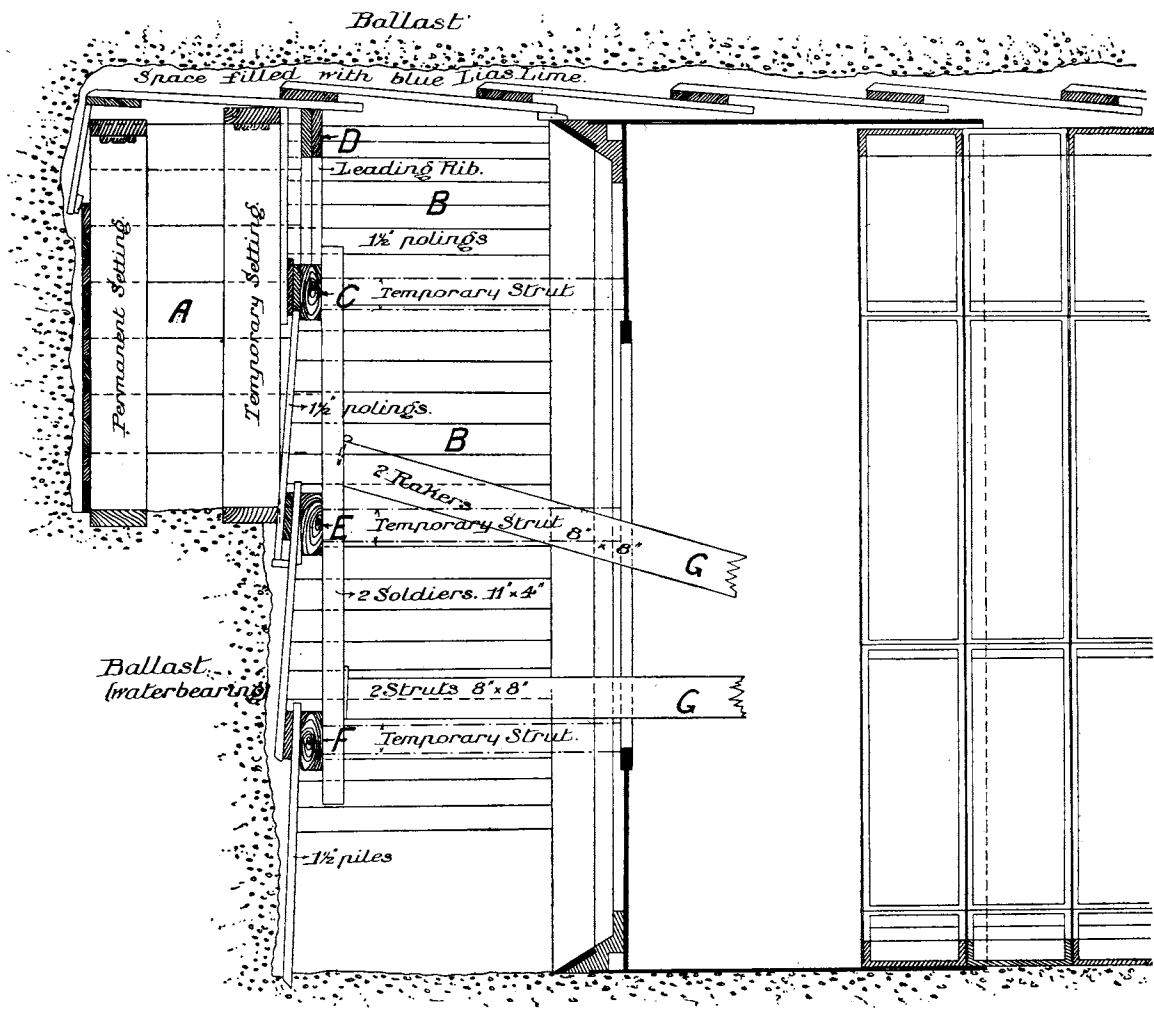 Ballast
Space filled with blue Lias Lime.
D
Leading Rib.
B
1½" polings
C
Temporary Strut
Permanent Setting.
A
Temporary Setting.
1½" polings.
B
2 Rakers
8" × 8"
G
E
Temporary Strut
2 Soldiers. 11" × 4"
Ballast.
(waterbearing)
2 Struts 8" × 8"
G
F
Temporary Strut.
1½" piles